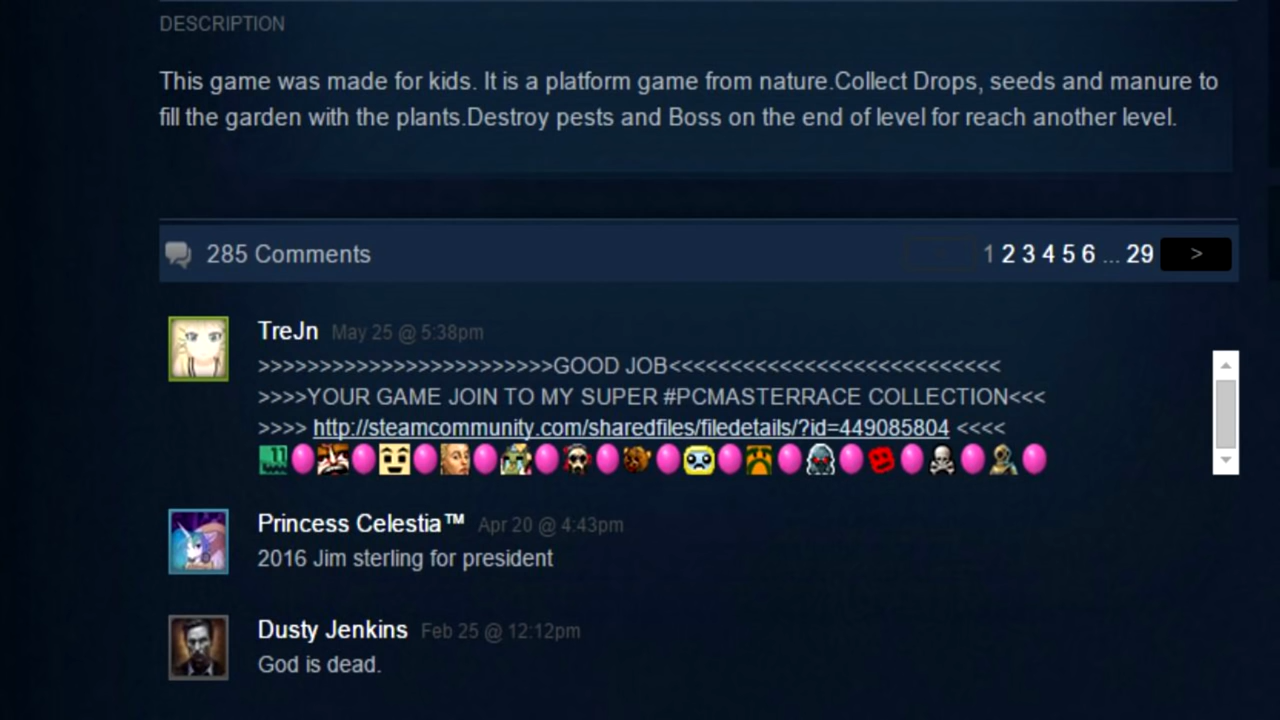 DESCRIPTION
This game was made for kids. It is a platform game from nature.Collect Drops, seeds and manure to
fill the garden with the plants.Destroy pests and Boss on the end of level for reach another level.
285 Comments 1 2 3 4 5 6 ... 29 >
TreJn May 25 @ 5:38pm
>>>>>>>>>>>>>>>>>>>>>>>>GOOD JOB<<<<<<<<<<<<<<<<<<<<<<<<<<<
>>>>YOUR GAME JOIN TO MY SUPER #PCMASTERRACE COLLECTION<<<
>>>> http://steamcommunity.com/sharedfiles/filedetails/?id=449085804 <<<<
Princess Celestia™ Apr 20 @ 4:43pm
2016 Jim sterling for president
Dusty Jenkins Feb 25 @ 12:12pm
God is dead.